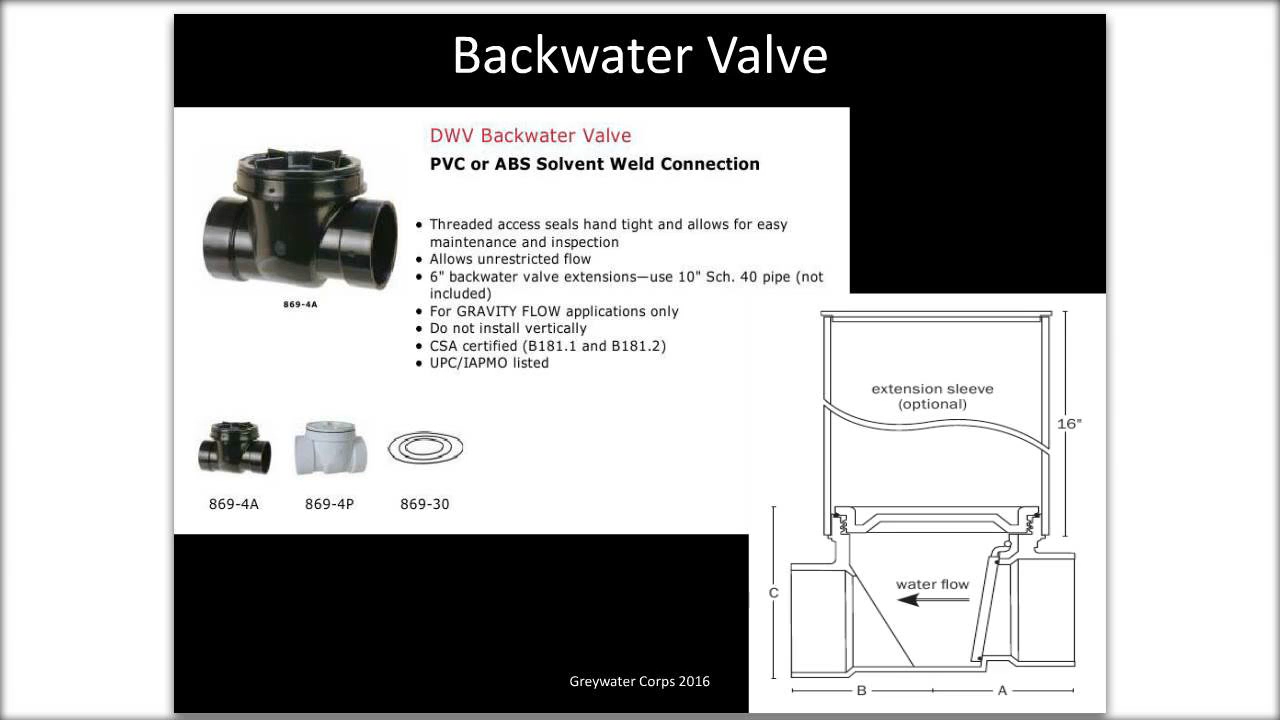 Backwater Valve
DWV Backwater Valve
PVC or ABS Solvent Weld Connection
• Threaded access seals hand tight and allows for easy
maintenance and inspection
• Allows unrestricted flow
• 6" backwater valve extensions—use 10" Sch. 40 pipe (not
included)
• For GRAVITY FLOW applications only
• Do not install vertically
• CSA certified (B181.1 and B181.2)
• UPC/IAPMO listed
869-4A
869-4A
869-4P
869-30
extension sleeve
(optional)
16"
water flow
C
B
A
Greywater Corps 2016